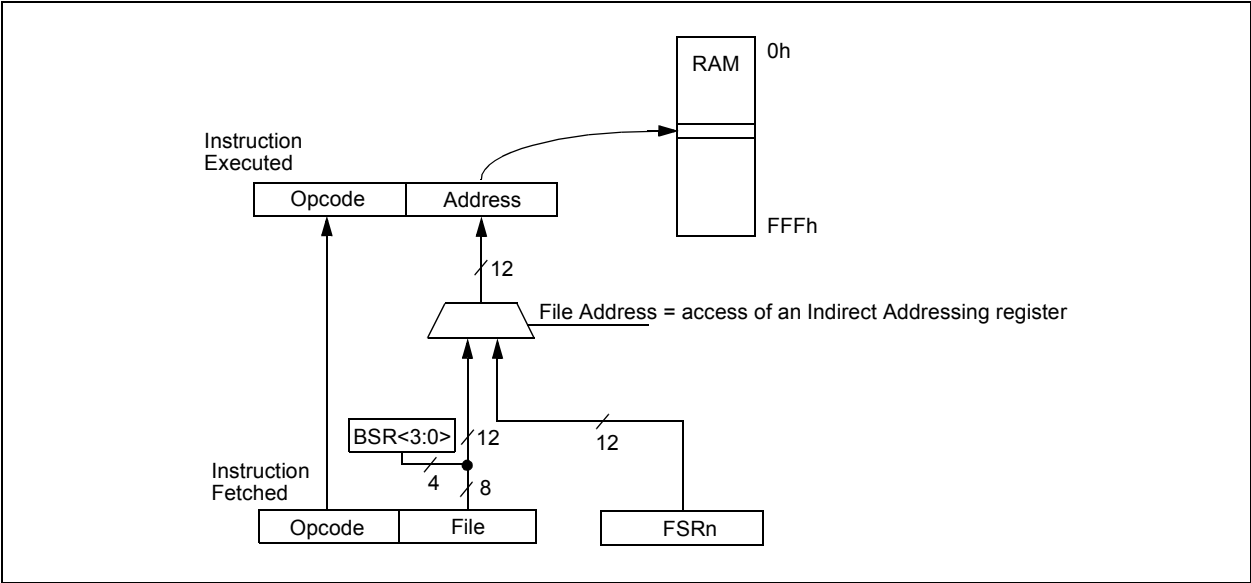 RAM
0h
Instruction
Executed
Opcode
Address
FFFh
12
File Address = access of an Indirect Addressing register
BSR<3:0>
12
12
4
8
Instruction
Fetched
Opcode
File
FSRn